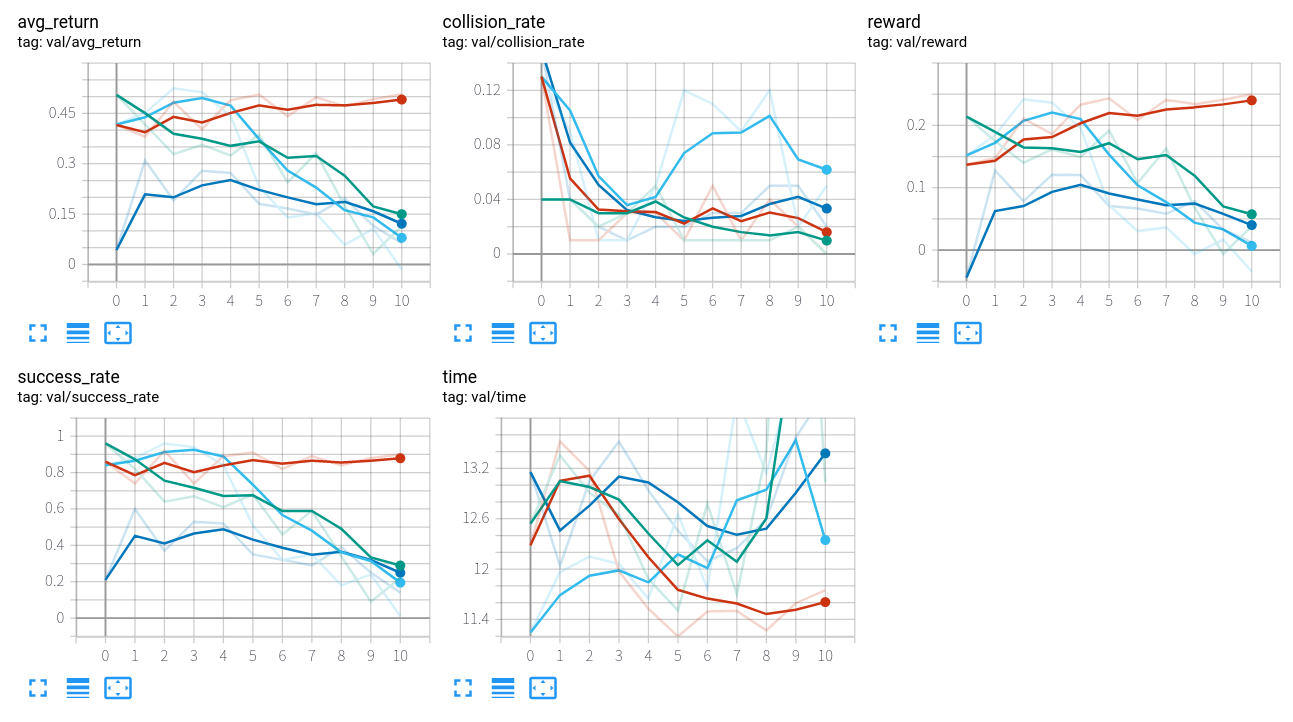 avg_return
tag: val/avg_return
0.45
0.3
0.15
0
0 1 2 3 4 5 6 7 8 9 10
collision_rate
tag: val/collision_rate
0.12
0.08
0.04
0
0 1 2 3 4 5 6 7 8 9 10
reward
tag: val/reward
0.2
0.1
0
0 1 2 3 4 5 6 7 8 9 10
success_rate
tag: val/success_rate
1
0.8
0.6
0.4
0.2
0
0 1 2 3 4 5 6 7 8 9 10
time
tag: val/time
13.2
12.6
12
11.4
0 1 2 3 4 5 6 7 8 9 10